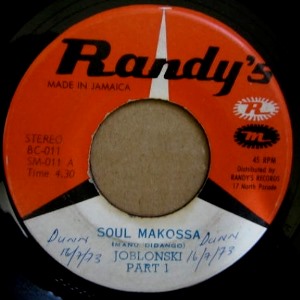 Randy's
MADE IN JAMAICA
STEREO
BC-011
SM-011 A
Time 4.30
R
M
45 RPM
Distributed by
RANDY'S RECORDS
17 North Parade
SOUL MAKOSSA
(MANU DIBANGO)
JOBLONSKI
PART 1
Dunn
16/7/73
Dunn
16/7/73